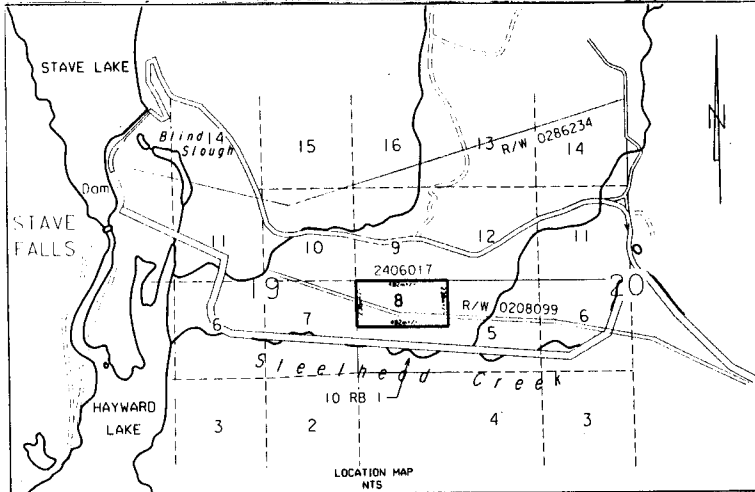 STAVE LAKE
Blind 14
Slough
15
16
13
R/W 0286234
14
N
Dam
STAVE
FALLS
11
10
9
12
11
2406017
19
8
20
R/W 0208099
6
7
5
6
Steelhead Creek
10 RB 1
HAYWARD
LAKE
3
2
4
3
LOCATION MAP
NTS